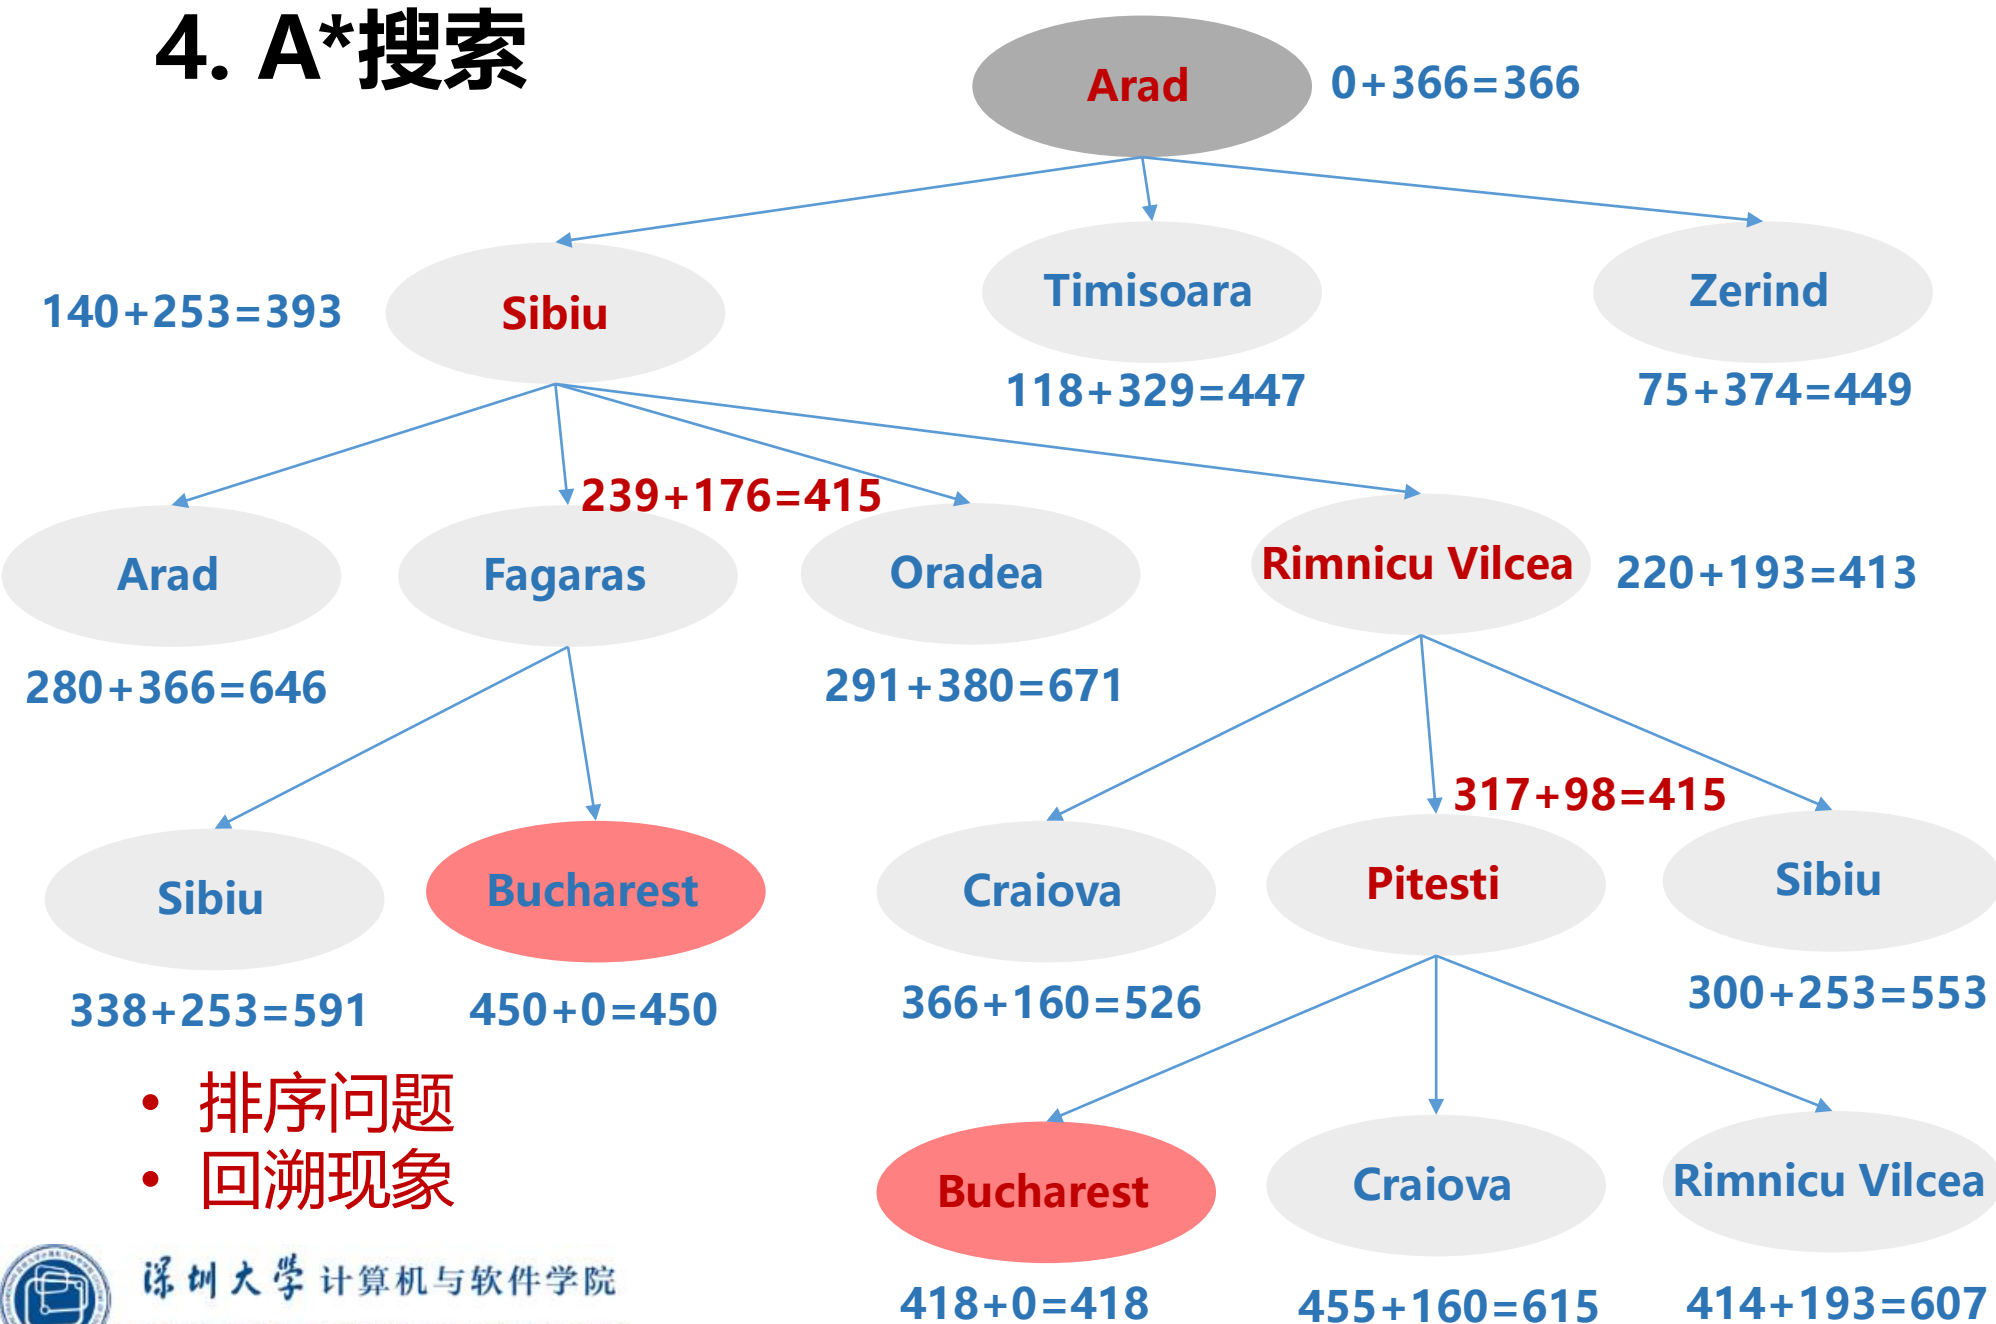 4. A*搜索
Arad
0+366=366
140+253=393
Sibiu
Timisoara
Zerind
118+329=447
75+374=449
239+176=415
Arad
Fagaras
Oradea
Rimnicu Vilcea
220+193=413
280+366=646
291+380=671
317+98=415
Sibiu
Bucharest
Craiova
Pitesti
Sibiu
338+253=591
450+0=450
366+160=526
300+253=553
• 排序问题
• 回溯现象
Bucharest
Craiova
Rimnicu Vilcea
418+0=418
455+160=615
414+193=607
深圳大学 计算机与软件学院